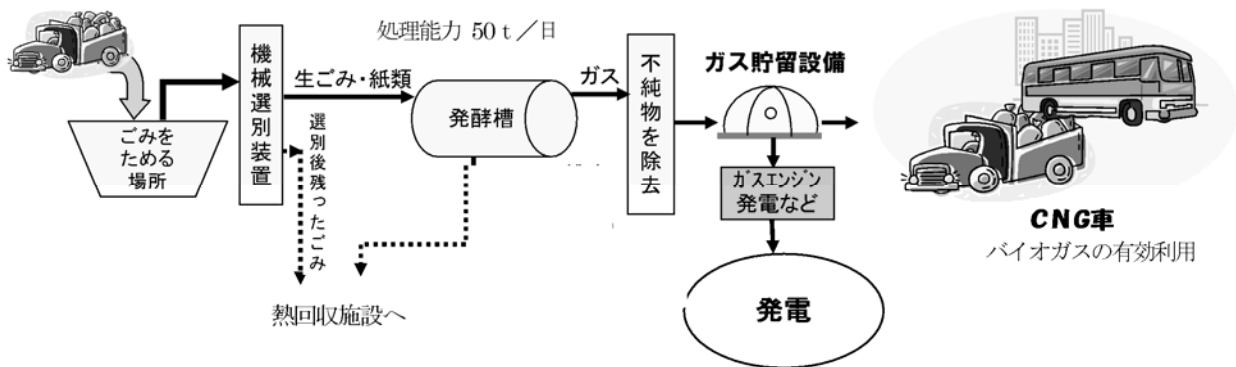 処理能力 50ｔ／日
ごみを
ためる
場所
機械選別装置
生ごみ・紙類
選別後残ったごみ
発酵槽
ガス
不純物を除去
ガス貯留設備
ガスエンジン
発電など
発電
CNG車
バイオガスの有効利用
熱回収施設へ